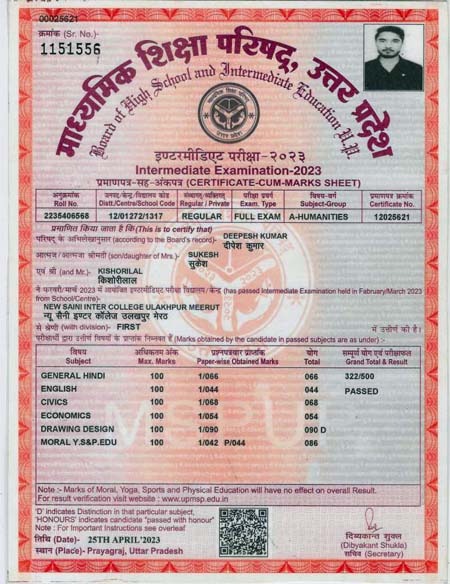 00025621
क्रमांक (Sr. No.)-
1151556
माध्यमिक शिक्षा परिषद, उत्तर प्रदेश
Board of High School and Intermediate Education U.P.
इण्टरमीडिएट परीक्षा-२०२३
Intermediate Examination-2023
प्रमाणपत्र-सह-अंकपत्र (CERTIFICATE-CUM-MARKS SHEET)
अनुक्रमांक जनपद/केन्द्र/विद्यालय कोड संस्थागत/व्यक्तिगत परीक्षा प्रकार विषय-वर्ग प्रमाणपत्र क्रमांक
Roll No. Distt./Centre/School Code Regular / Private Exam. Type Subject-Group Certificate No.
2235406568 12/01272/1317 REGULAR FULL EXAM A-HUMANITIES 12025621
प्रमाणित किया जाता है कि(This is to certify that)
DEEPESH KUMAR
परिषद के अभिलेखानुसार (according to the Board's record)- दीपेश कुमार
आत्मज / आत्मजा श्रीमती (son/daughter of Mrs.)- SUKESH
सुकेश
एवं श्री (and Mr.)- KISHORILAL
किशोरीलाल
ने फरवरी/मार्च 2023 में आयोजित इण्टरमीडिएट परीक्षा विद्यालय / केन्द्र (has passed Intermediate Examination held in Fabruary/March 2023
from School/Centre)-
NEW SAINI INTER COLLEGE ULAKHPUR MEERUT
न्यू सैनी इण्टर कॉलेज उलखपुर मेरठ
से श्रेणी (with division)- FIRST में उत्तीर्ण की है।
परीक्षार्थी द्वारा उत्तीर्ण विषयों के प्राप्तांक निम्नवत हैं (Marks obtained by the candidate in passed subjects are as under):-
विषय अधिकतम अंक प्रश्नपत्रवार प्राप्तांक योग सम्पूर्ण योग एवं परीक्षाफल
Subject Max. Marks Paper-wise Obtained Marks Total Grand Total & Result
GENERAL HINDI 100 1/066 066 322/500
ENGLISH 100 1/044 044 PASSED
CIVICS 100 1/068 068
ECONOMICS 100 1/054 054
DRAWING DESIGN 100 1/090 090 D
MORAL Y.S&P.EDU 100 1/042 P/044 086
Note :- Marks of Moral, Yoga, Sports and Physical Education will have no effect on overall Result.
For result verification visit website : www.upmsp.edu.in
'D' indicates Distinction in that particular subject,
'HONOURS' indicates candidate "passed with honour"
Note : For Important Instructions see overleaf
तिथि (Date)- 25TH APRIL'2023
स्थान (Place)- Prayagraj, Uttar Pradesh
दिव्यकान्त शुक्ल
(Dibyakant Shukla)
सचिव (Secretary)